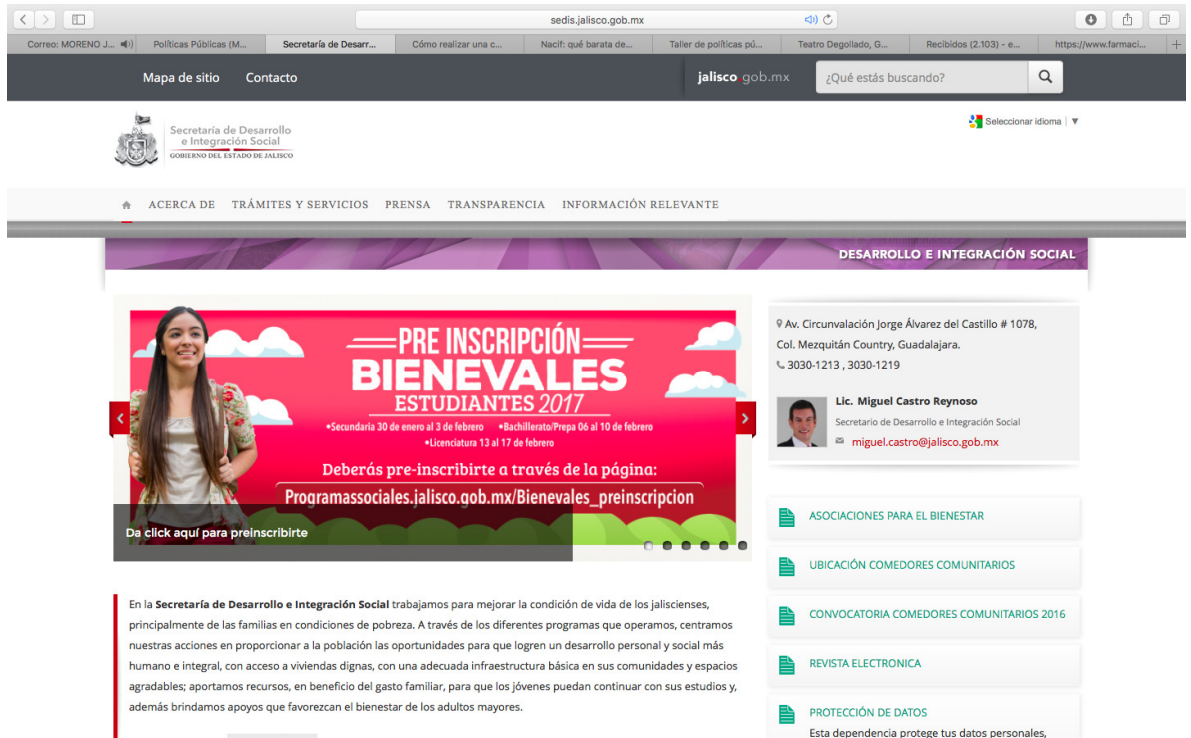 sedis.jalisco.gob.mx
Correo: MORENO J...
Políticas Públicas (M...
Secretaría de Desarr...
Cómo realizar una c...
Nacif: qué barata de...
Taller de políticas pú...
Teatro Degollado, G...
Recibidos (2.103) - e...
https://www.farmaci...
Mapa de sitio
Contacto
jalisco.gob.mx
¿Qué estás buscando?
Secretaría de Desarrollo
e Integración Social
GOBIERNO DEL ESTADO DE JALISCO
Seleccionar idioma | ▼
ACERCA DE
TRÁMITES Y SERVICIOS
PRENSA
TRANSPARENCIA
INFORMACIÓN RELEVANTE
DESARROLLO E INTEGRACIÓN SOCIAL
PRE INSCRIPCIÓN
BIENEVALES
ESTUDIANTES 2017
•Secundaria 30 de enero al 3 de febrero •Bachillerato/Prepa 06 al 10 de febrero
•Licenciatura 13 al 17 de febrero
Deberás pre-inscribirte a través de la página:
Programassociales.jalisco.gob.mx/Bienevales_preinscripcion
Da click aquí para preinscribirte
En la Secretaría de Desarrollo e Integración Social trabajamos para mejorar la condición de vida de los jaliscienses,
principalmente de las familias en condiciones de pobreza. A través de los diferentes programas que operamos, centramos
nuestras acciones en proporcionar a la población las oportunidades para que logren un desarrollo personal y social más
humano e integral, con acceso a viviendas dignas, con una adecuada infraestructura básica en sus comunidades y espacios
agradables; aportamos recursos, en beneficio del gasto familiar, para que los jóvenes puedan continuar con sus estudios y,
además brindamos apoyos que favorezcan el bienestar de los adultos mayores.
Av. Circunvalación Jorge Álvarez del Castillo # 1078,
Col. Mezquitán Country, Guadalajara.
3030-1213 , 3030-1219
Lic. Miguel Castro Reynoso
Secretario de Desarrollo e Integración Social
miguel.castro@jalisco.gob.mx
ASOCIACIONES PARA EL BIENESTAR
UBICACIÓN COMEDORES COMUNITARIOS
CONVOCATORIA COMEDORES COMUNITARIOS 2016
REVISTA ELECTRONICA
PROTECCIÓN DE DATOS
Esta dependencia protege tus datos personales,